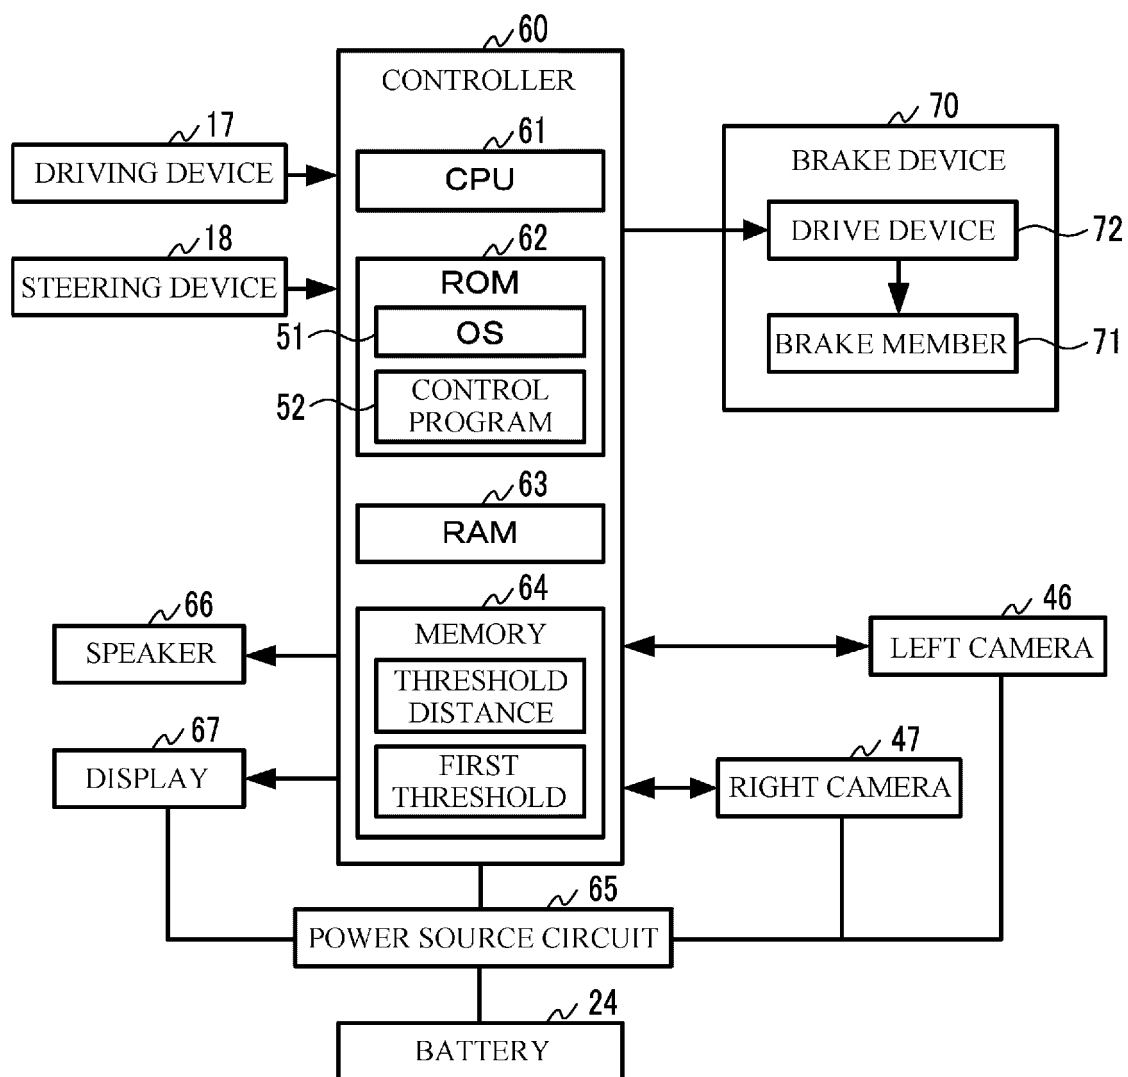 60
CONTROLLER
17
DRIVING DEVICE
61
CPU
70
BRAKE DEVICE
18
STEERING DEVICE
62
ROM
DRIVE DEVICE
72
51
OS
BRAKE MEMBER
71
52
CONTROL
PROGRAM
63
RAM
66
SPEAKER
64
MEMORY
46
LEFT CAMERA
THRESHOLD
DISTANCE
67
DISPLAY
FIRST
THRESHOLD
47
RIGHT CAMERA
65
POWER SOURCE CIRCUIT
24
BATTERY